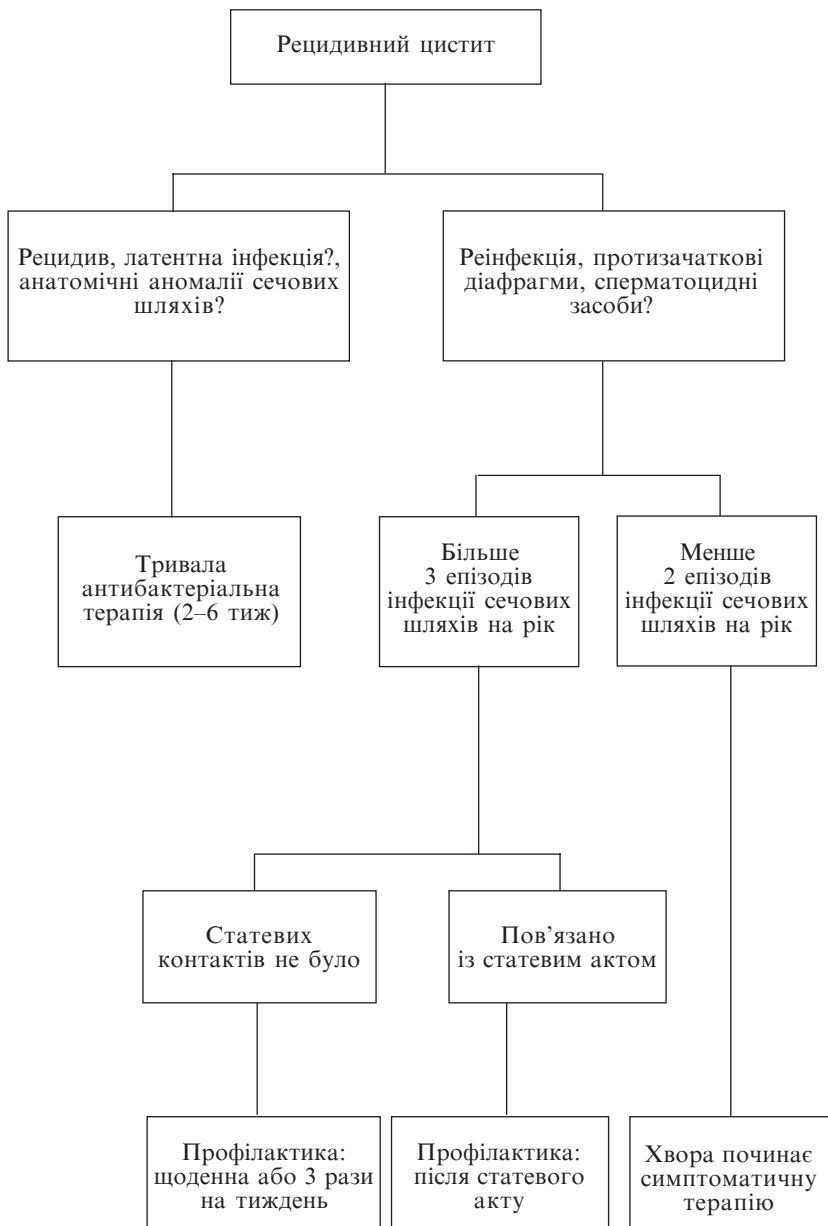 Рецидивний цистит
Рецидив, латентна інфекція?,
анатомічні аномалії сечових
шляхів?
Реінфекція, протизачаткові
діафрагми, сперматоцидні
засоби?
Тривала
антибактеріальна
терапія (2–6 тиж)
Більше
3 епізодів
інфекції сечових
шляхів на рік
Менше
2 епізодів
інфекції сечових
шляхів на рік
Статевих
контактів не було
Пов’язано
із статевим актом
Профілактика:
щоденна або 3 рази
на тиждень
Профілактика:
після статевого
акту
Хвора починає
симптоматичну
терапію